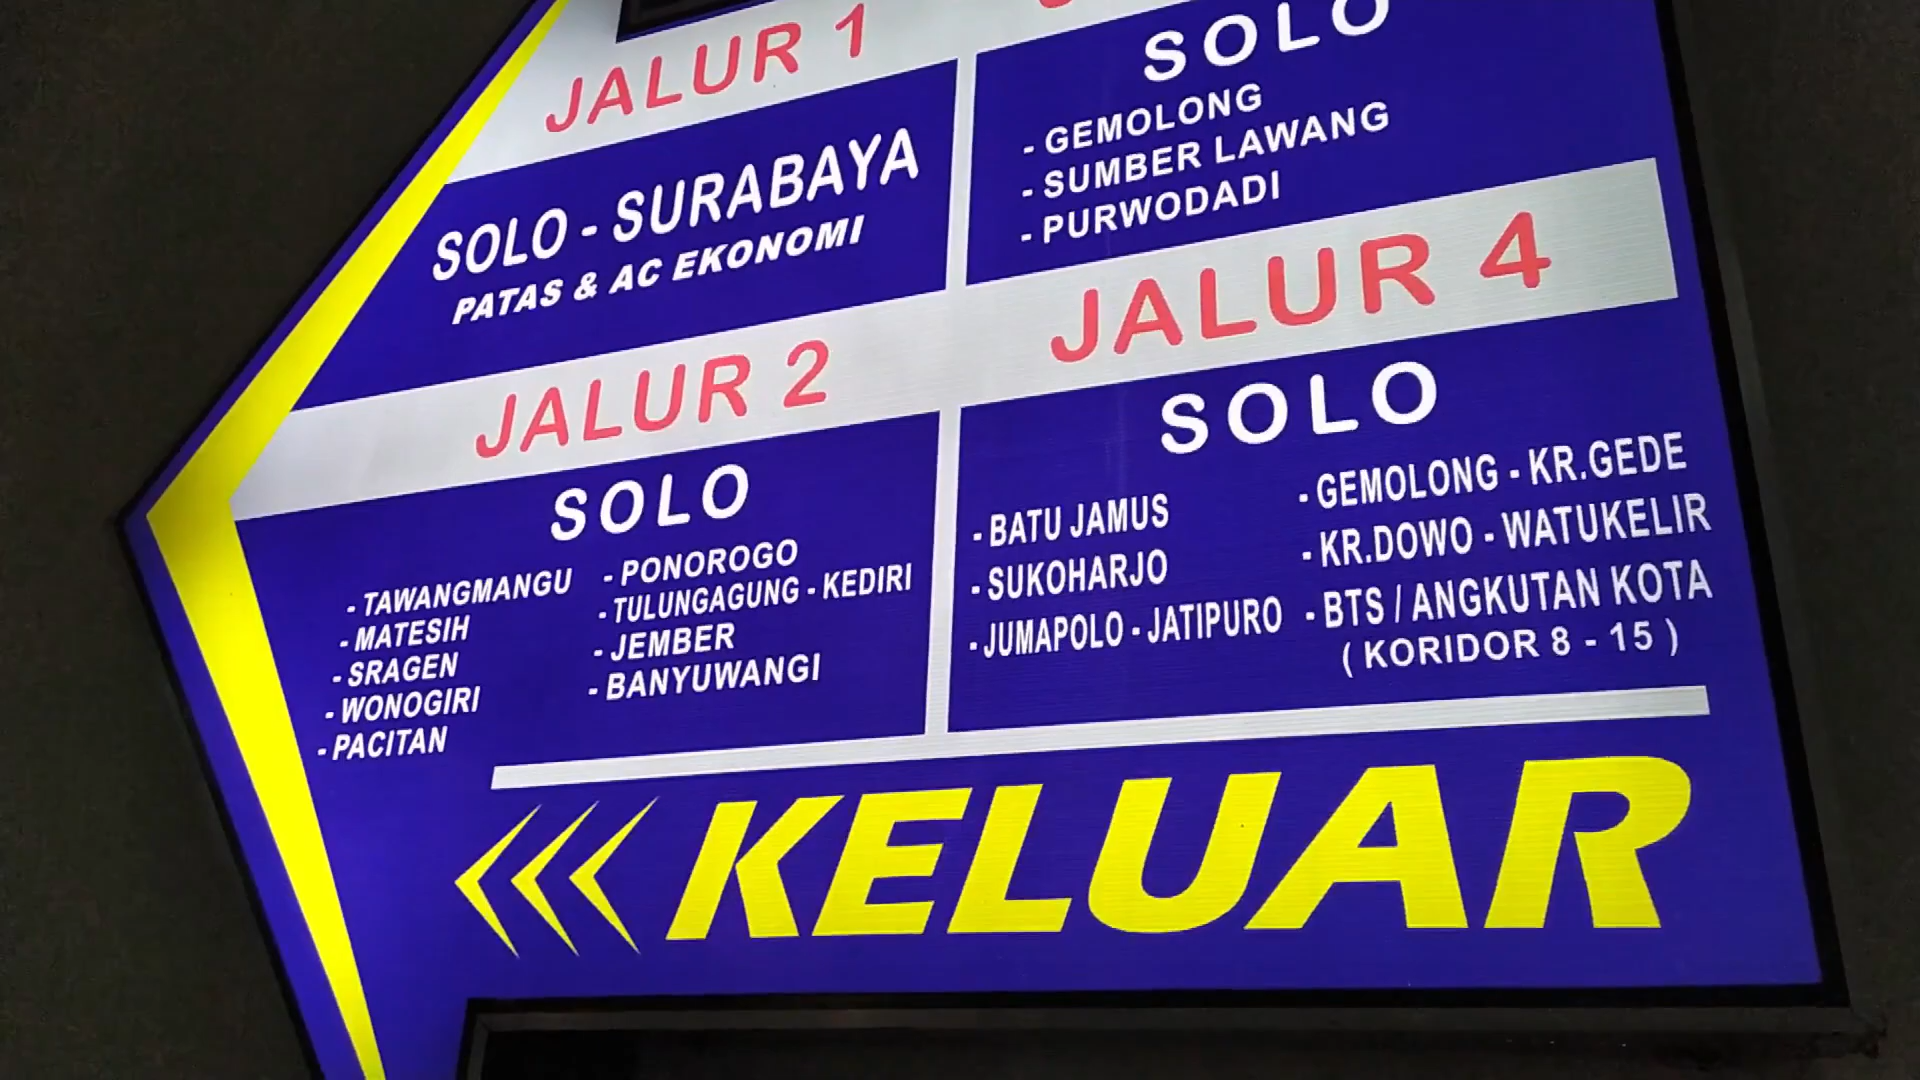 JALUR 1
SOLO - SURABAYA
PATAS & AC EKONOMI
JALUR 2
SOLO
- TAWANGMANGU
- MATESIH
- SRAGEN
- WONOGIRI
- PACITAN
- PONOROGO
- TULUNGAGUNG - KEDIRI
- JEMBER
- BANYUWANGI
SOLO
- GEMOLONG
- SUMBER LAWANG
- PURWODADI
JALUR 4
SOLO
- BATU JAMUS
- SUKOHARJO
- JUMAPOLO - JATIPURO
- GEMOLONG - KR.GEDE
- KR.DOWO - WATUKELIR
- BTS / ANGKUTAN KOTA
( KORIDOR 8 - 15 )
KELUAR